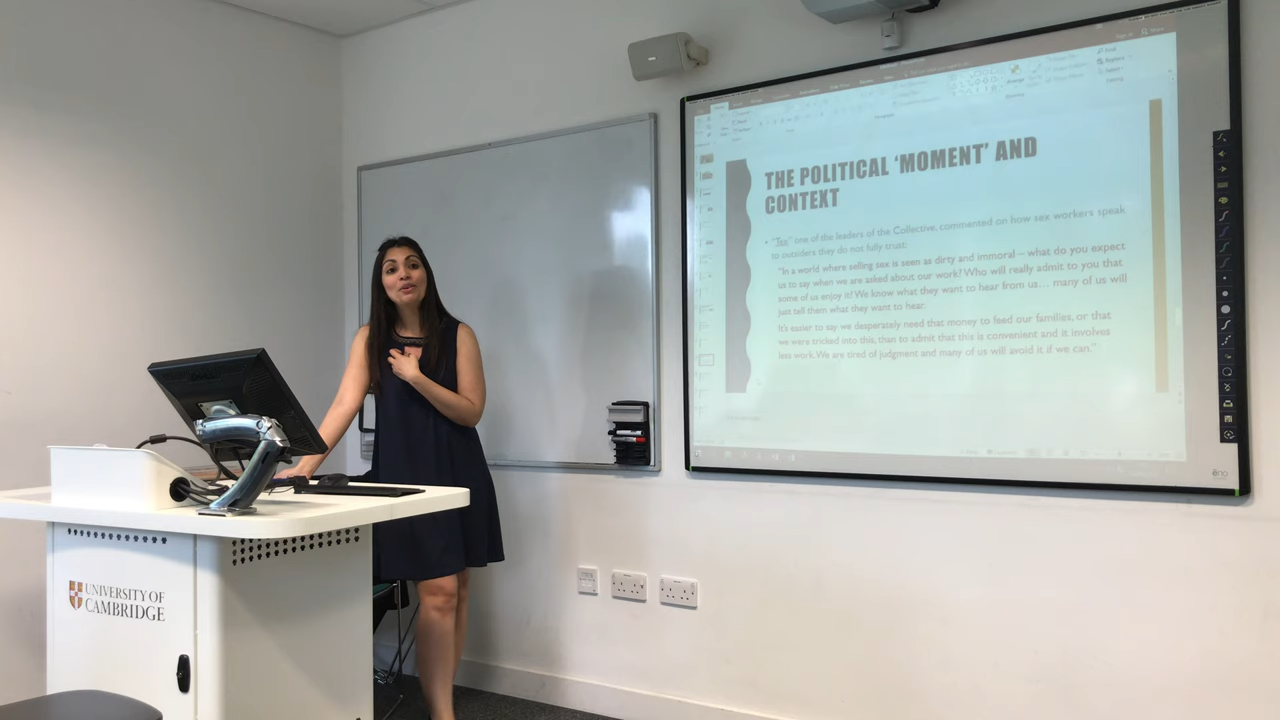 THE POLITICAL 'MOMENT' AND
CONTEXT
• "Tea," one of the leaders of the Collective, commented on how sex workers speak
to outsiders they do not fully trust:
"In a world where selling sex is seen as dirty and immoral – what do you expect
us to say when we are asked about our work? Who will really admit to you that
some of us enjoy it? We know what they want to hear from us… many of us will
just tell them what they want to hear.
It's easier to say we desperately need that money to feed our families, or that
we were tricked into this, than to admit that this is convenient and it involves
less work. We are tired of judgment and many of us will avoid it if we can."
UNIVERSITY OF
CAMBRIDGE